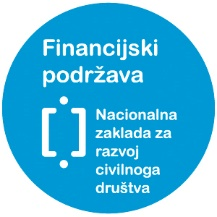 Financijski
podržava
Nacionalna
zaklada za
razvoj
civilnoga
društva